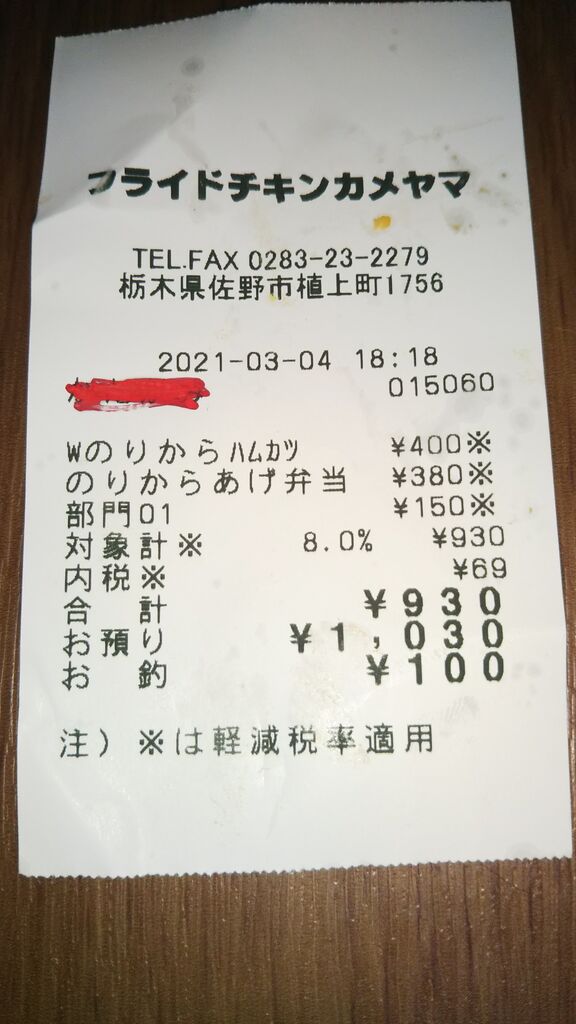 フライドチキンカメヤマ
TEL.FAX 0283-23-2279
栃木県佐野市植上町1756
2021-03-04 18:18
015060
Wのりからﾊﾑｶﾂ ¥400※
のりからあげ弁当 ¥380※
部門01 ¥150※
対象計※ 8.0% ¥930
内税※ ¥69
合計 ¥930
お預り ¥1,030
お釣 ¥100
注）※は軽減税率適用